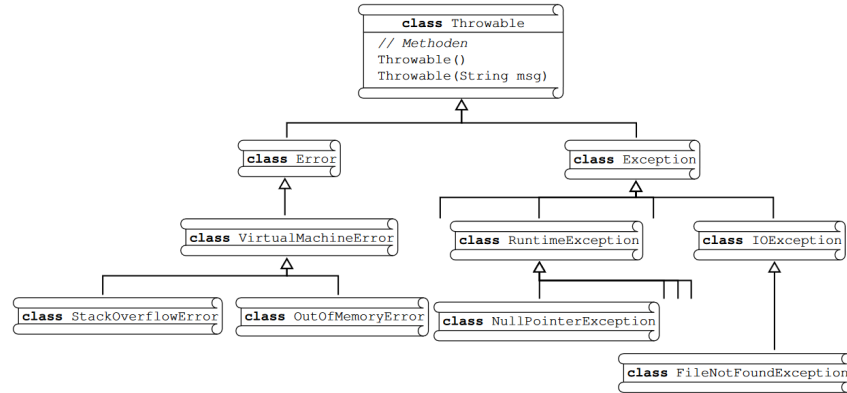 class Throwable
// Methoden
Throwable()
Throwable(String msg)
class Error
class Exception
class VirtualMachineError
class RuntimeException
class IOException
class StackOverflowError
class OutOfMemoryError
class NullPointerException
class FileNotFoundException